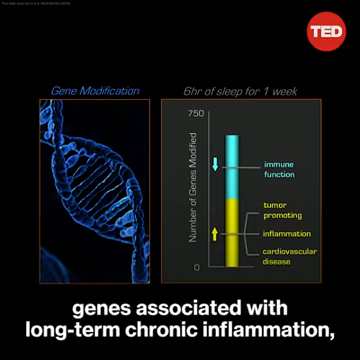 TED
Gene Modification
6hr of sleep for 1 week
750
Number of Genes Modified
immune
function
tumor
promoting
inflammation
cardiovascular
disease
0
genes associated with
long-term chronic inflammation,